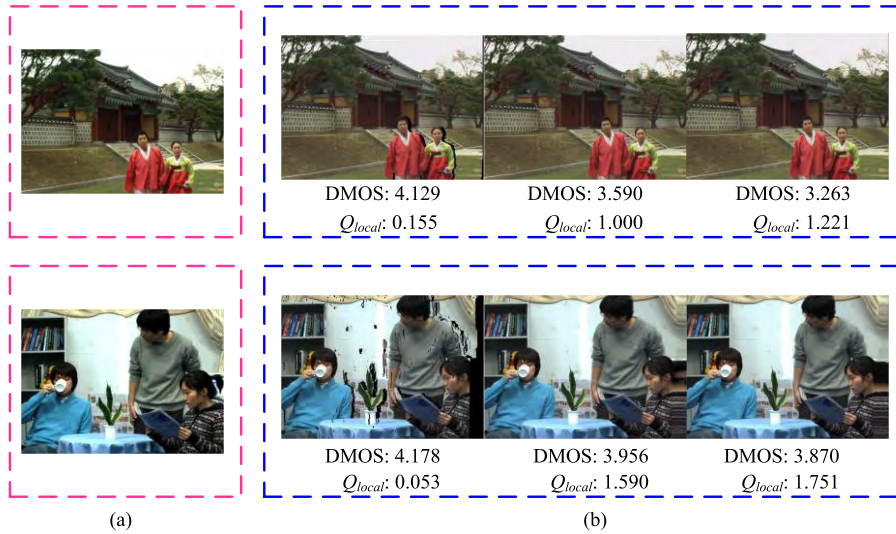 DMOS: 4.129 DMOS: 3.590 DMOS: 3.263
Qlocal: 0.155 Qlocal: 1.000 Qlocal: 1.221
DMOS: 4.178 DMOS: 3.956 DMOS: 3.870
Qlocal: 0.053 Qlocal: 1.590 Qlocal: 1.751
(a) (b)